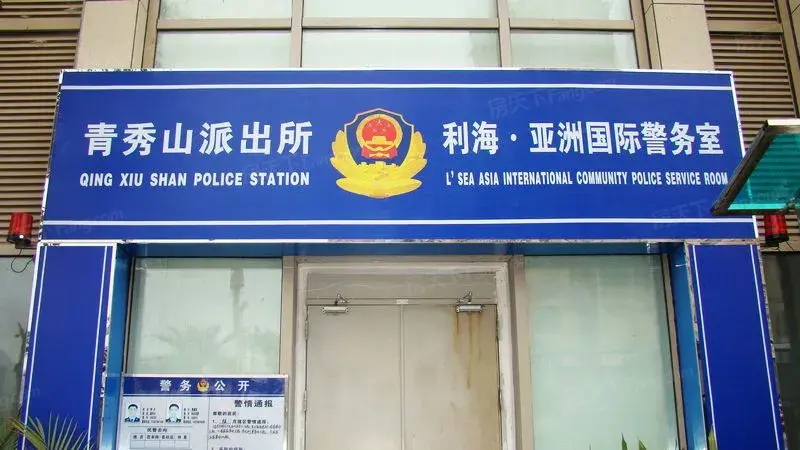 青秀山派出所
QING XIU SHAN POLICE STATION
利海·亚洲国际警务室
L' SEA ASIA INTERNATIONAL COMMUNITY POLICE SERVICE ROOM
警务公开
警情通报